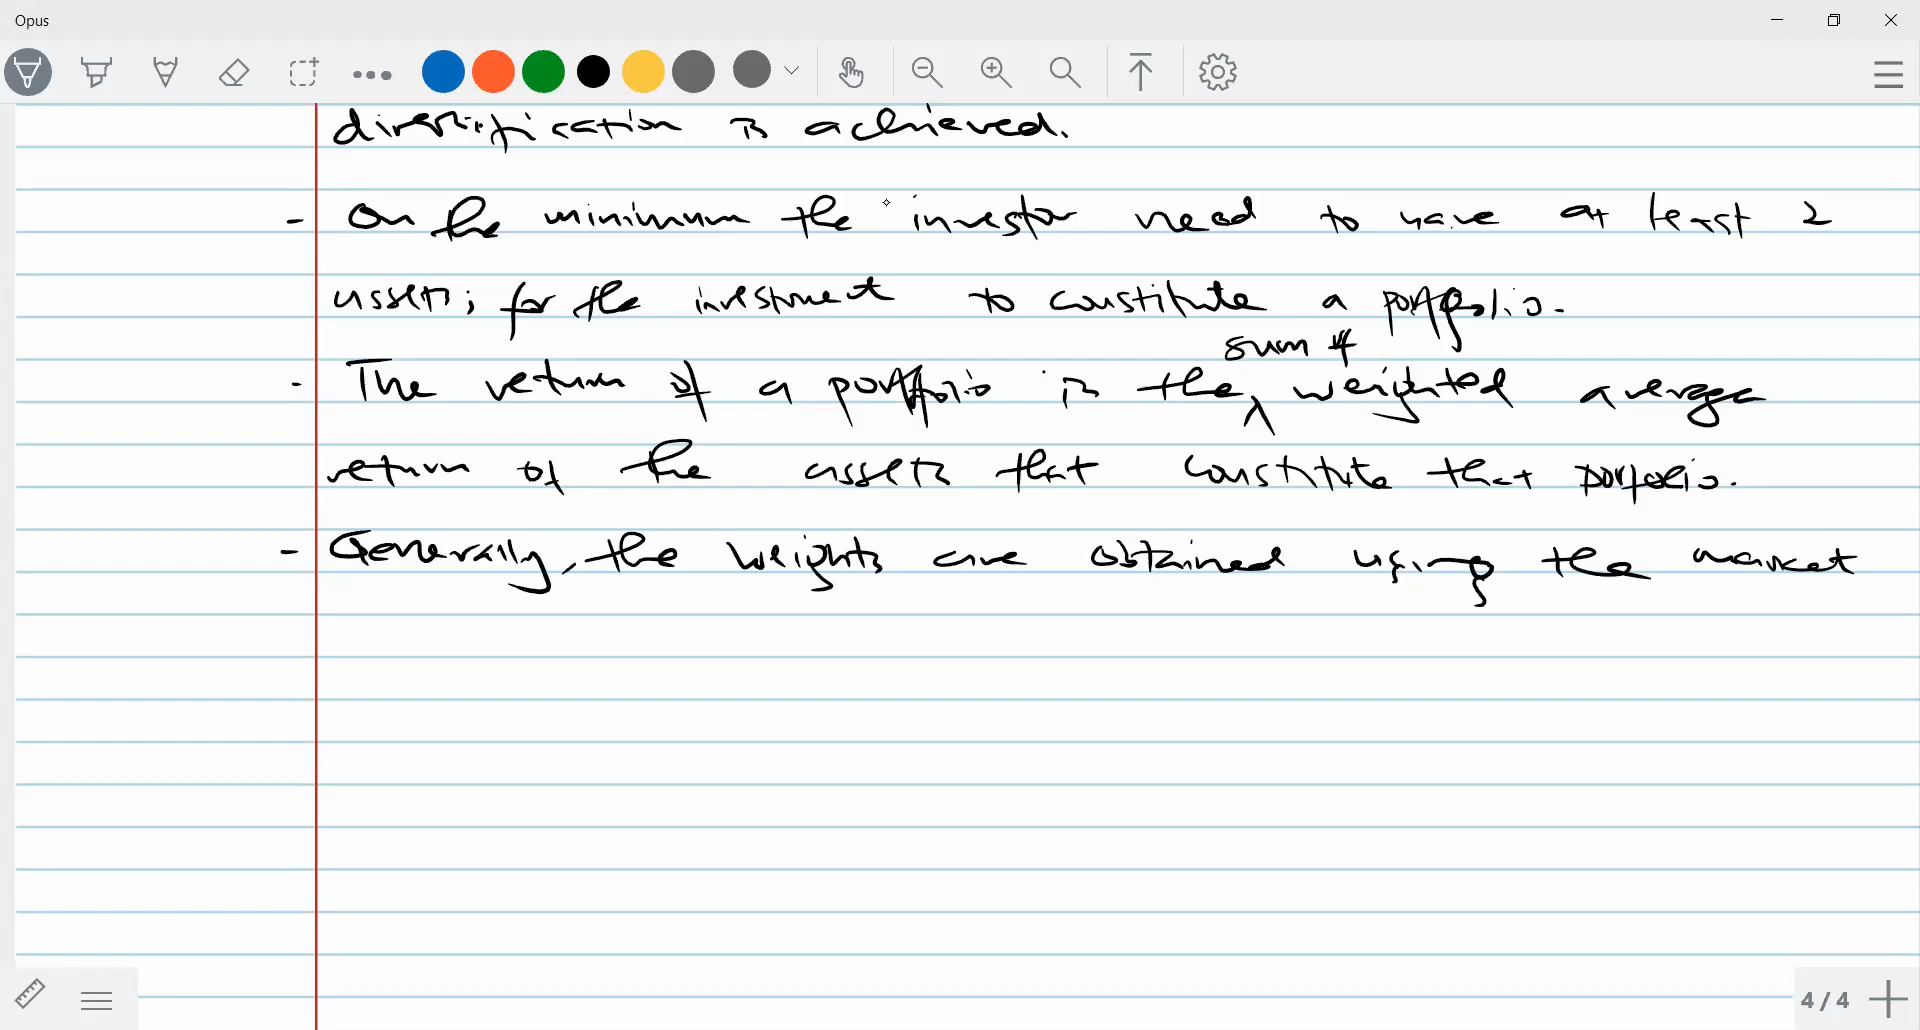 Opus
diversification is achieved.
- On the minimum the investor need to have at least 2
assets; for the investment to constitute a portfolio.
sum of
- The return of a portfolio is the weighted average
return of the assets that constitute that portfolio.
- Generally, the weights are obtained using the market
4 / 4